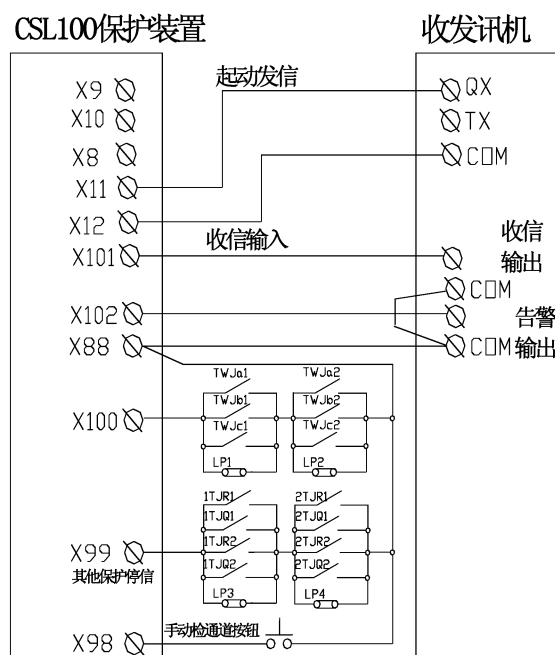 CSL100保护装置
收发讯机
X9
起动发信
QX
X10
TX
X8
COM
X11
X12
收信输入
收信
输出
X101
COM
X102
告警
输出
X88
COM
TWJa1
TWJa2
TWJb1
TWJb2
X100
TWJc1
TWJc2
LP1
LP2
1TJR1
2TJR1
1TJQ1
2TJQ1
X99
1TJR2
2TJR2
其他保护停信
1TJQ2
2TJQ2
LP3
LP4
手动检通道按钮
X98